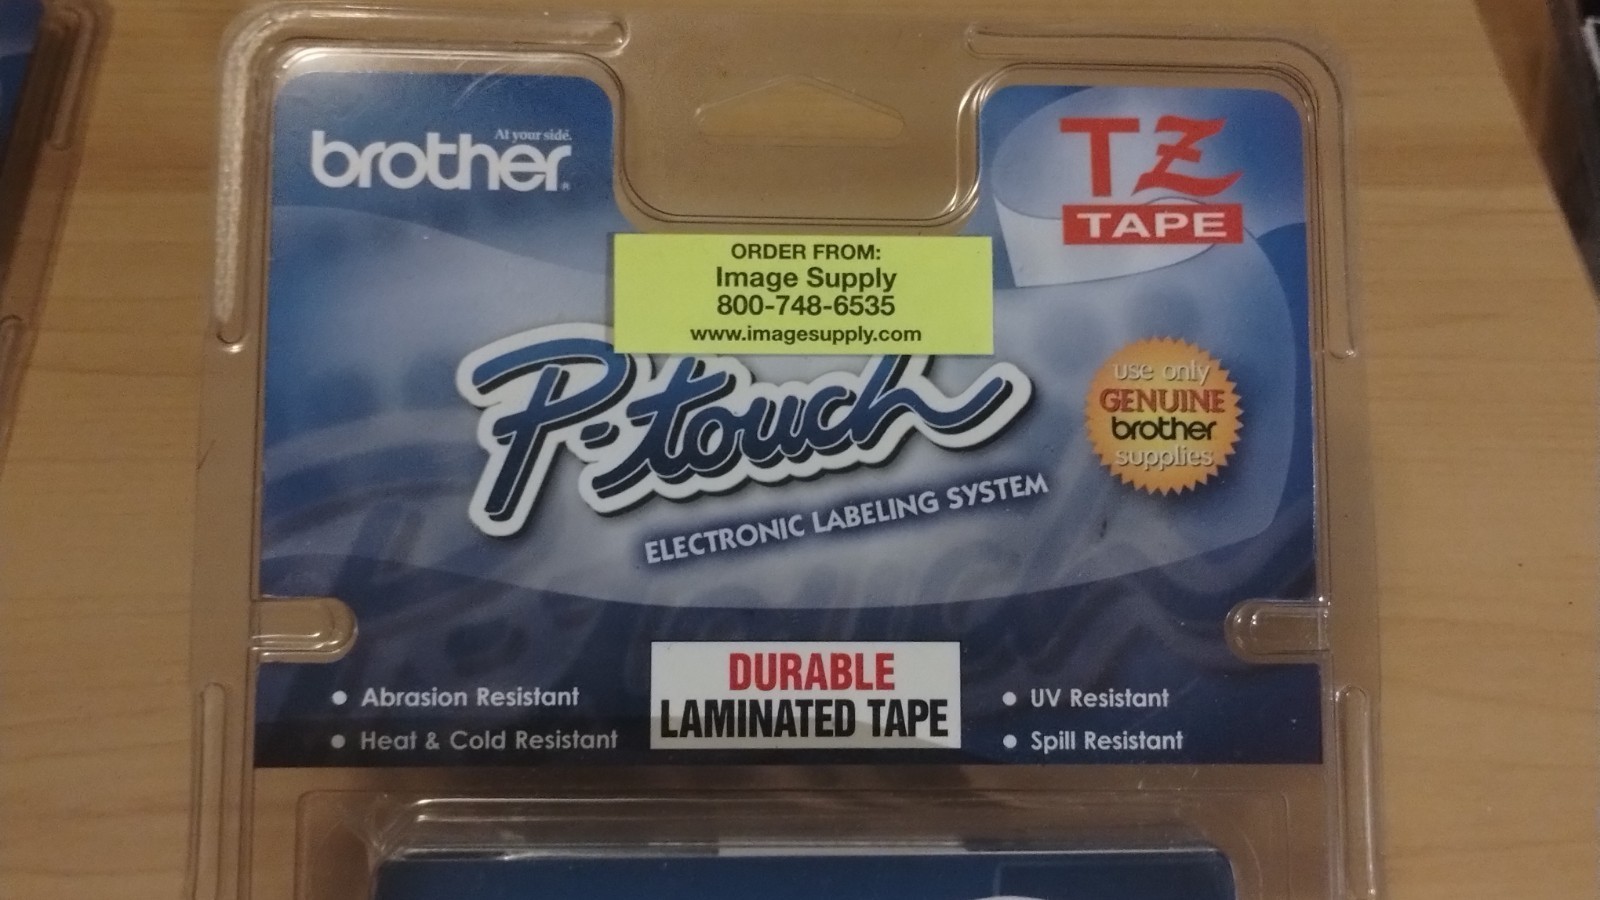 At your side.
brother
TZ
TAPE
ORDER FROM:
Image Supply
800-748-6535
www.imagesupply.com
P-touch
ELECTRONIC LABELING SYSTEM
use only
GENUINE
brother
supplies
• Abrasion Resistant
• Heat & Cold Resistant
DURABLE
LAMINATED TAPE
• UV Resistant
• Spill Resistant